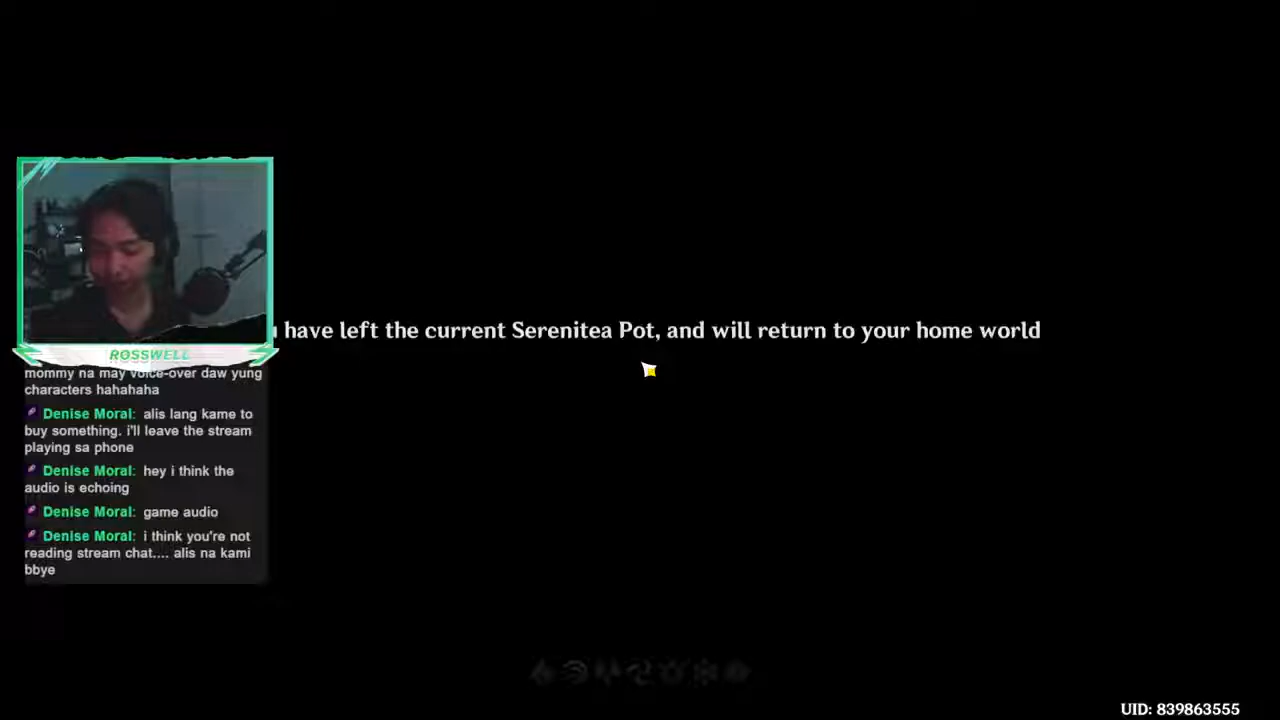 have left the current Serenitea Pot, and will return to your home world
ROSSWELL
mommy na may voice-over daw yung
characters hahahaha
Denise Moral: alis lang kame to
buy something. i'll leave the stream
playing sa phone
Denise Moral: hey i think the
audio is echoing
Denise Moral: game audio
Denise Moral: i think you're not
reading stream chat.... alis na kami
bbye
UID: 839863555